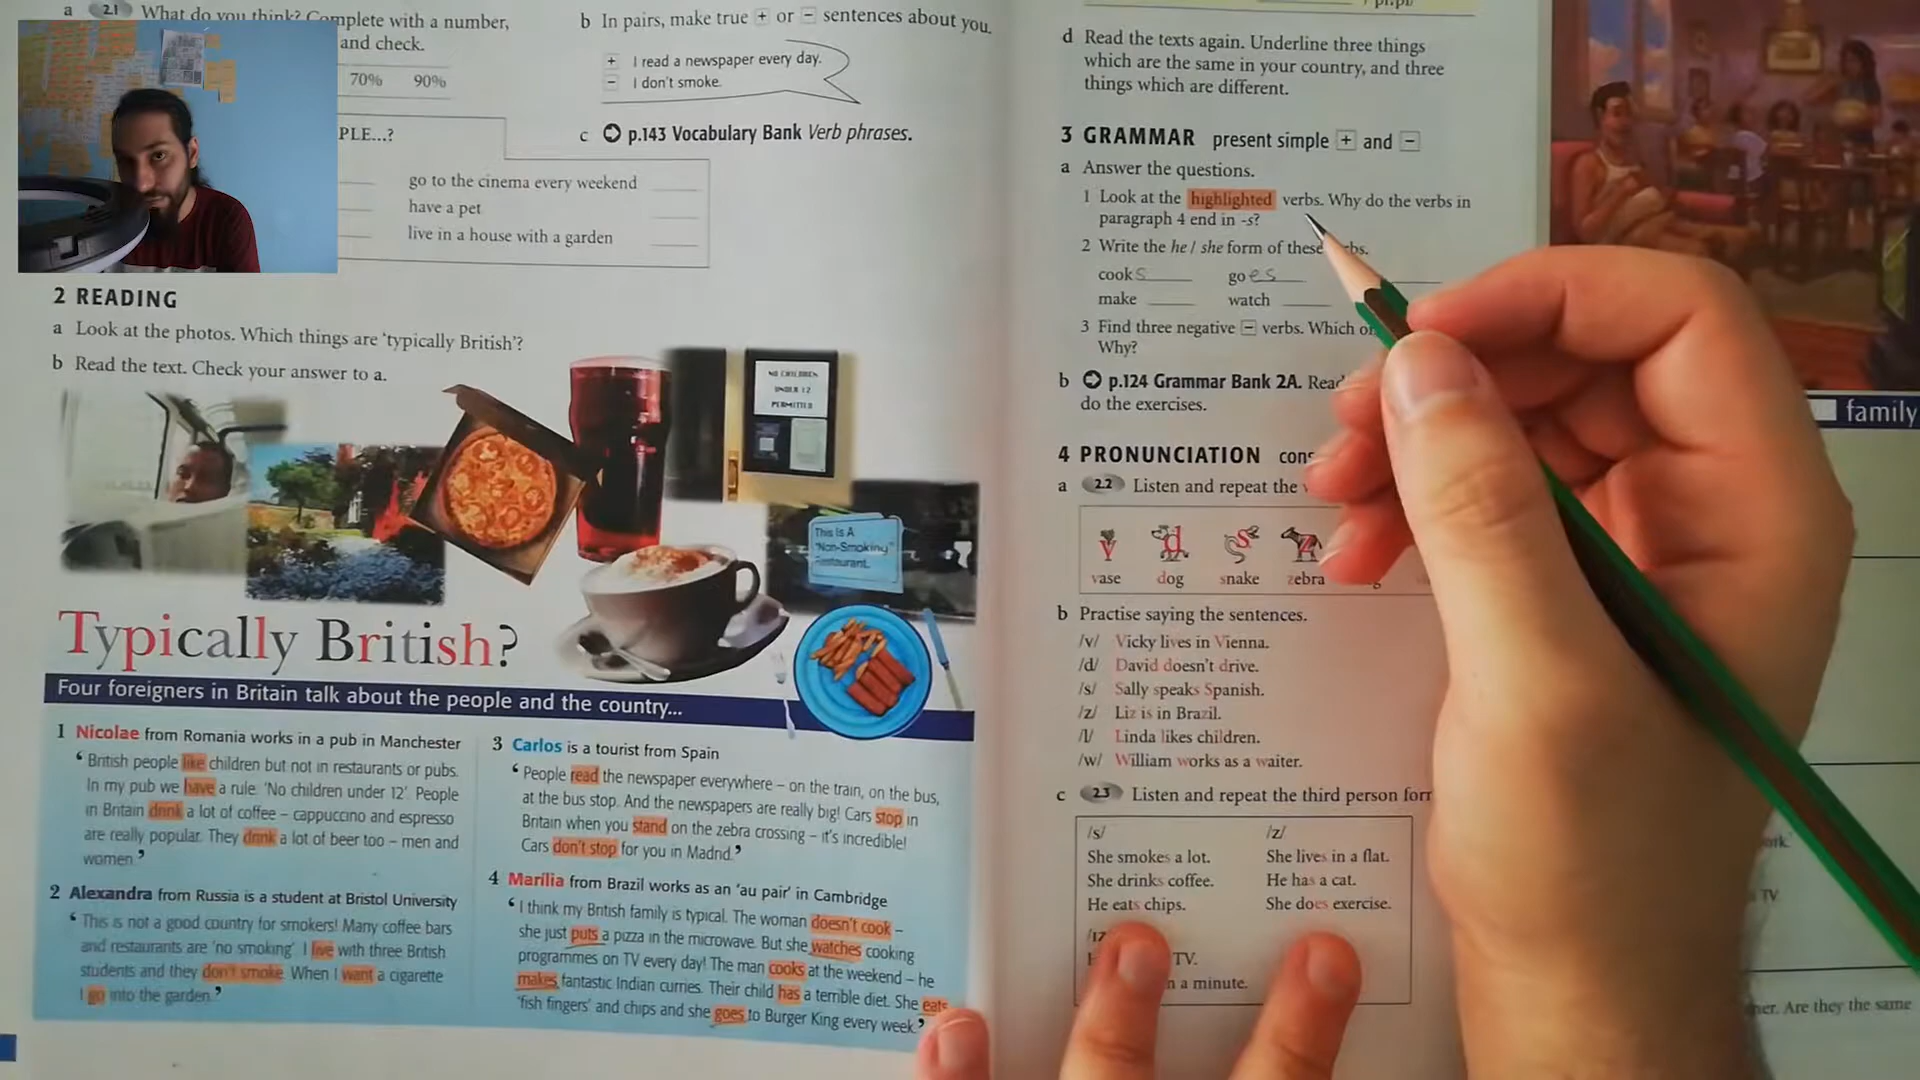 a 2.1 What do you think? Complete with a number,
and check.
70% 90%
PLE...?
go to the cinema every weekend
have a pet
live in a house with a garden
b In pairs, make true + or − sentences about you.
+ I read a newspaper every day.
− I don't smoke.
c p.143 Vocabulary Bank Verb phrases.
2 READING
a Look at the photos. Which things are 'typically British'?
b Read the text. Check your answer to a.
NO CHILDREN
UNDER 12
PERMITTED
This Is A
"Non-Smoking"
Restaurant.
Typically British?
Four foreigners in Britain talk about the people and the country...
1 Nicolae from Romania works in a pub in Manchester
'British people like children but not in restaurants or pubs.
In my pub we have a rule. 'No children under 12'. People
in Britain drink a lot of coffee – cappuccino and espresso
are really popular. They drink a lot of beer too – men and
women.'
2 Alexandra from Russia is a student at Bristol University
'This is not a good country for smokers! Many coffee bars
and restaurants are 'no smoking'. I live with three British
students and they don't smoke. When I want a cigarette
I go into the garden.'
3 Carlos is a tourist from Spain
'People read the newspaper everywhere – on the train, on the bus,
at the bus stop. And the newspapers are really big! Cars stop in
Britain when you stand on the zebra crossing – it's incredible!
Cars don't stop for you in Madrid.'
4 Marília from Brazil works as an 'au pair' in Cambridge
'I think my British family is typical. The woman doesn't cook –
she just puts a pizza in the microwave. But she watches cooking
programmes on TV every day! The man cooks at the weekend – he
makes fantastic Indian curries. Their child has a terrible diet. She eats
'fish fingers' and chips and she goes to Burger King every week.'
d Read the texts again. Underline three things
which are the same in your country, and three
things which are different.
3 GRAMMAR present simple + and −
a Answer the questions.
1 Look at the highlighted verbs. Why do the verbs in
paragraph 4 end in -s?
2 Write the he / she form of these
cooks goes
make watch
3 Find three negative − verbs. Which
Why?
b p.124 Grammar Bank 2A.
do the exercises.
4 PRONUNCIATION
a 2.2 Listen and repeat the
vase dog snake zebra
b Practise saying the sentences.
/v/ Vicky lives in Vienna.
/d/ David doesn't drive.
/s/ Sally speaks Spanish.
/z/ Liz is in Brazil.
/l/ Linda likes children.
/w/ William works as a waiter.
c 2.3 Listen and repeat the third person
/s/ /z/
She smokes a lot. She lives in a flat.
She drinks coffee. He has a cat.
He eats chips. She does exercise.
/ɪz/
TV.
a minute.
family
TV
Are they the same